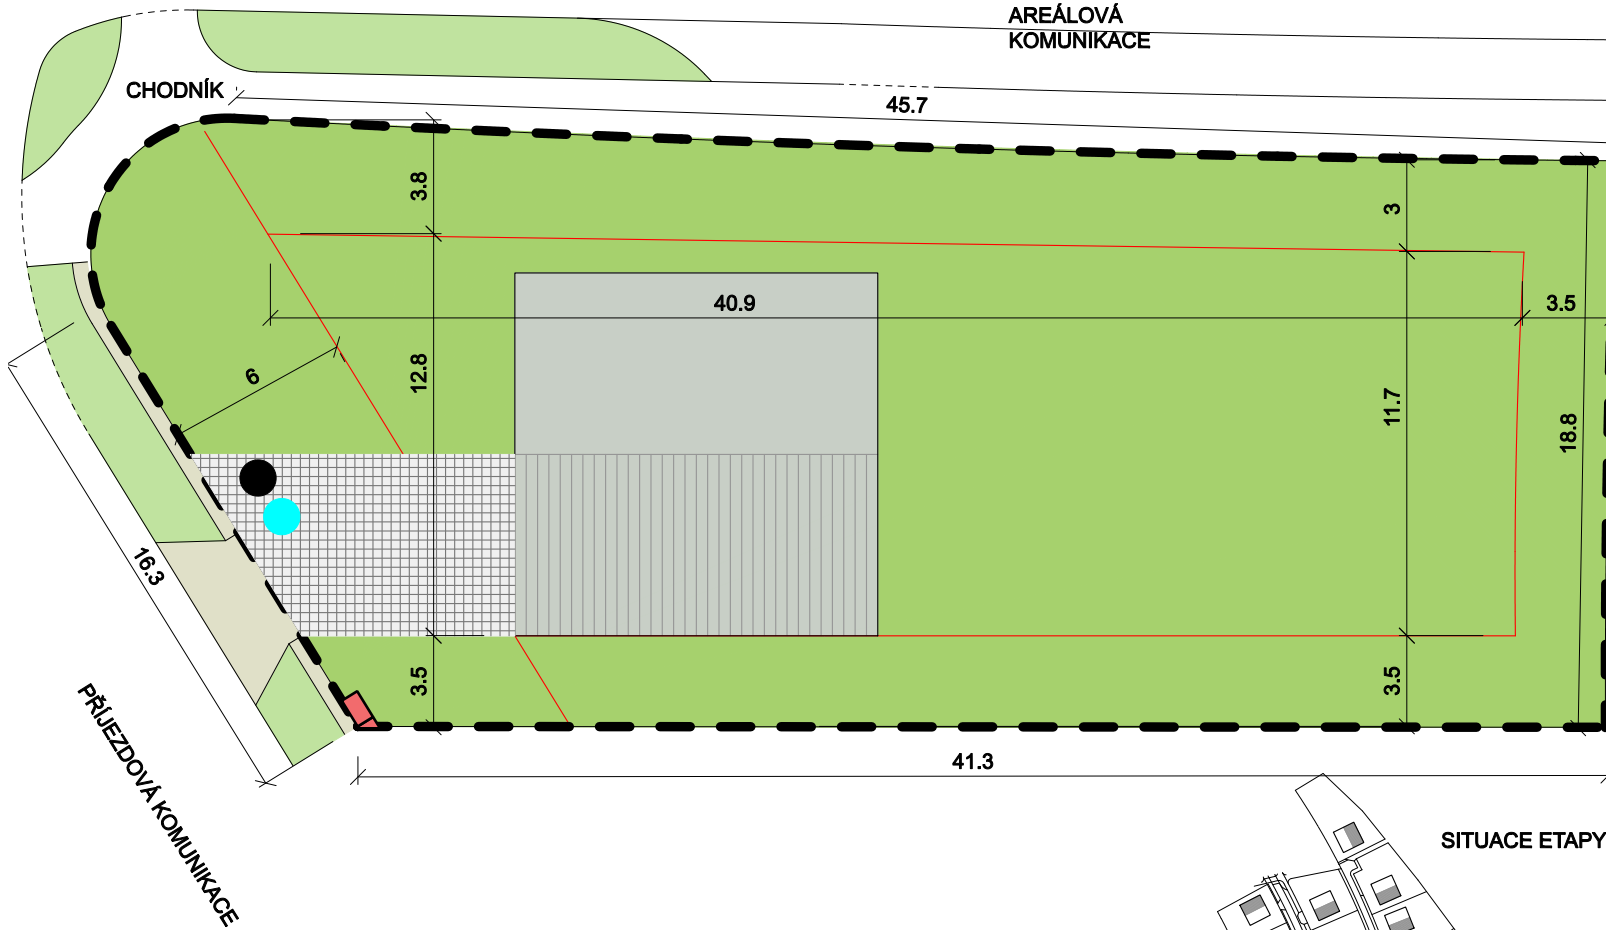 AREÁLOVÁ
KOMUNIKACE
CHODNÍK
45.7
3.8
3
40.9
3.5
6
12.8
11.7
18.8
16.3
3.5
3.5
PŘÍJEZDOVÁ KOMUNIKACE
41.3
SITUACE ETAPY